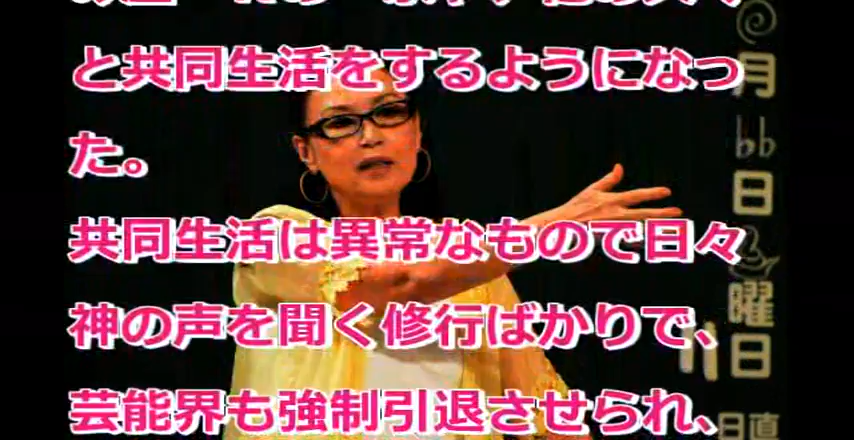 と共同生活をするようになっ
た。
共同生活は異常なもので日々
神の声を聞く修行ばかりで、
芸能界も強制引退させられ、
月
日
曜
日
日直